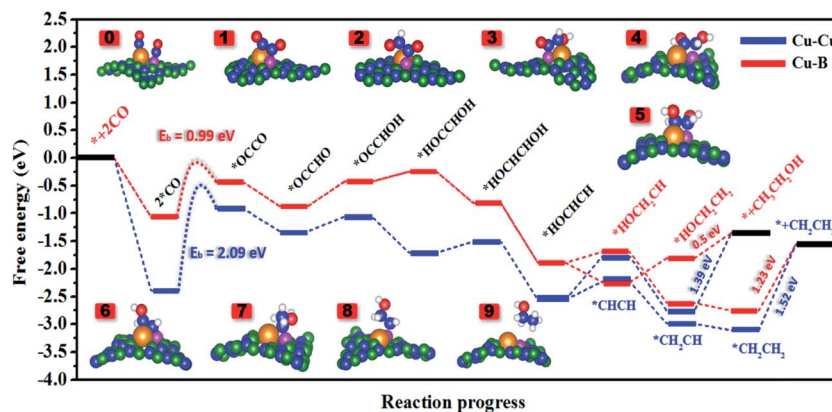 2.5
2.0
1.5
1.0
0.5
0.0
-0.5
-1.0
-1.5
-2.0
-2.5
-3.0
-3.5
-4.0
Free energy (eV)
Reaction progress
0
1
2
3
4
5
6
7
8
9
Cu-Cu
Cu-B
*+2CO
2*CO
E_b = 0.99 eV
E_b = 2.09 eV
*OCCO
*OCCHO
*OCCHOH
*HOCCHOH
*HOCHCHOH
*HOCHCH
*HOCH₂CH
*HOCH₂CH₂
*+CH₃CH₂OH
0.5 eV
1.39 eV
1.23 eV
1.52 eV
*CHCH
*CH₂CH
*CH₂CH₂